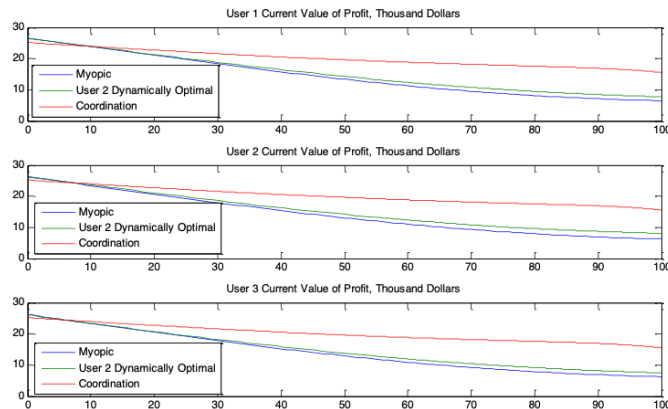 User 1 Current Value of Profit, Thousand Dollars
30
20
10
0
Myopic
User 2 Dynamically Optimal
Coordination
0 10 20 30 40 50 60 70 80 90 100
User 2 Current Value of Profit, Thousand Dollars
30
20
10
0
Myopic
User 2 Dynamically Optimal
Coordination
0 10 20 30 40 50 60 70 80 90 100
User 3 Current Value of Profit, Thousand Dollars
30
20
10
0
Myopic
User 2 Dynamically Optimal
Coordination
0 10 20 30 40 50 60 70 80 90 100